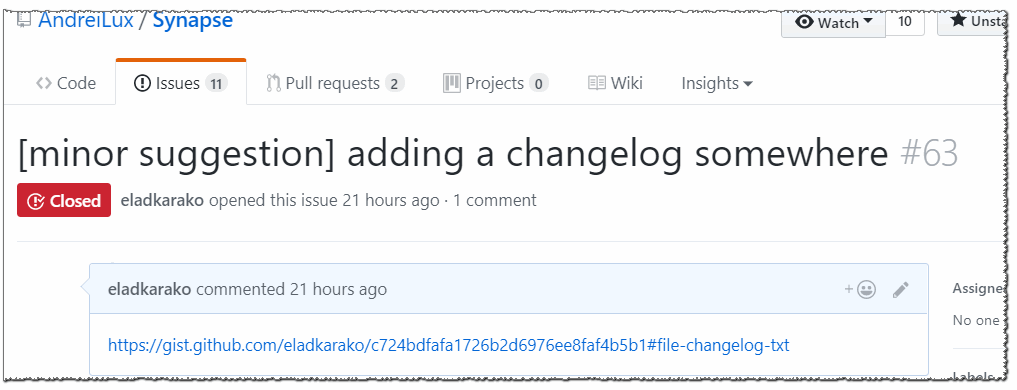 AndreiLux / Synapse
Watch 10
Code Issues 11 Pull requests 2 Projects 0 Wiki Insights
[minor suggestion] adding a changelog somewhere #63
Closed eladkarako opened this issue 21 hours ago · 1 comment
eladkarako commented 21 hours ago
https://gist.github.com/eladkarako/c724bdfafa1726b2d6976ee8faf4b5b1#file-changelog-txt
No one
Labels